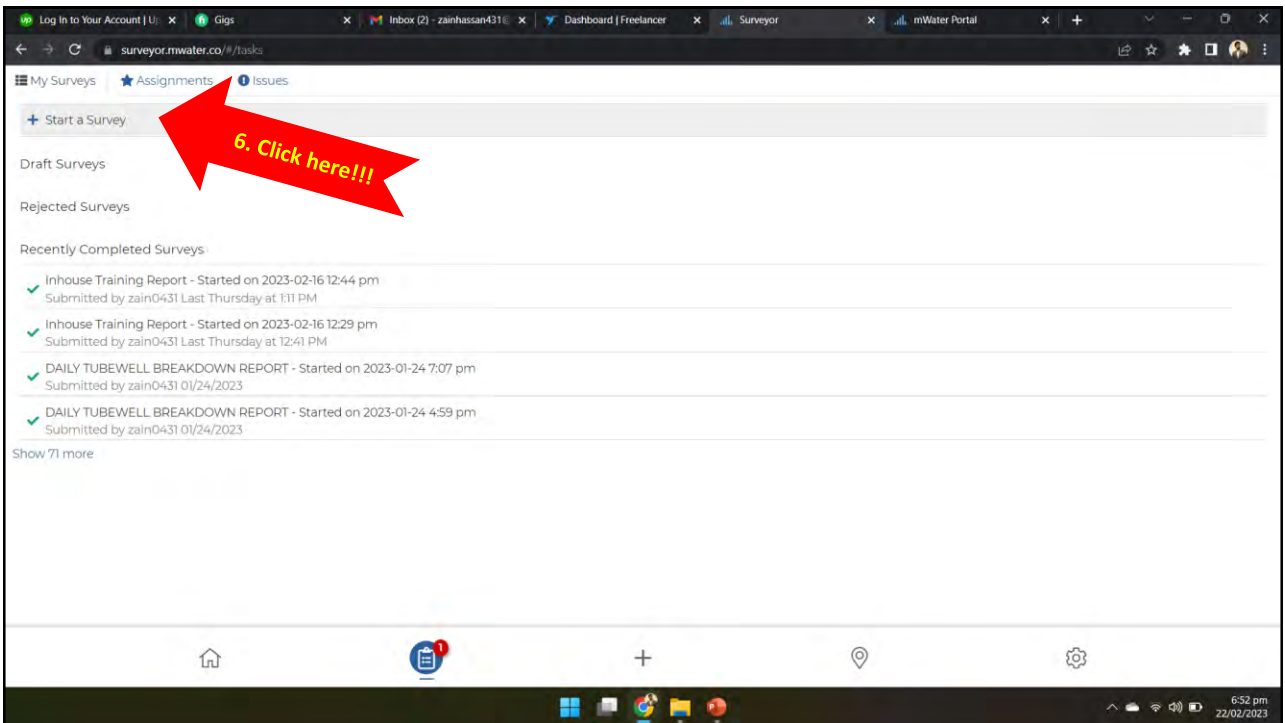 Log In to Your Account | U
Gigs
Inbox (2) - zainhassan431@
Dashboard | Freelancer
Surveyor
mWater Portal
surveyor.mwater.co/#/tasks
My Surveys
Assignments
Issues
+ Start a Survey
6. Click here!!!
Draft Surveys
Rejected Surveys
Recently Completed Surveys
Inhouse Training Report - Started on 2023-02-16 12:44 pm
Submitted by zain0431 Last Thursday at 1:11 PM
Inhouse Training Report - Started on 2023-02-16 12:29 pm
Submitted by zain0431 Last Thursday at 12:41 PM
DAILY TUBEWELL BREAKDOWN REPORT - Started on 2023-01-24 7:07 pm
Submitted by zain0431 01/24/2023
DAILY TUBEWELL BREAKDOWN REPORT - Started on 2023-01-24 4:59 pm
Submitted by zain0431 01/24/2023
Show 71 more
1
6:52 pm
22/02/2023